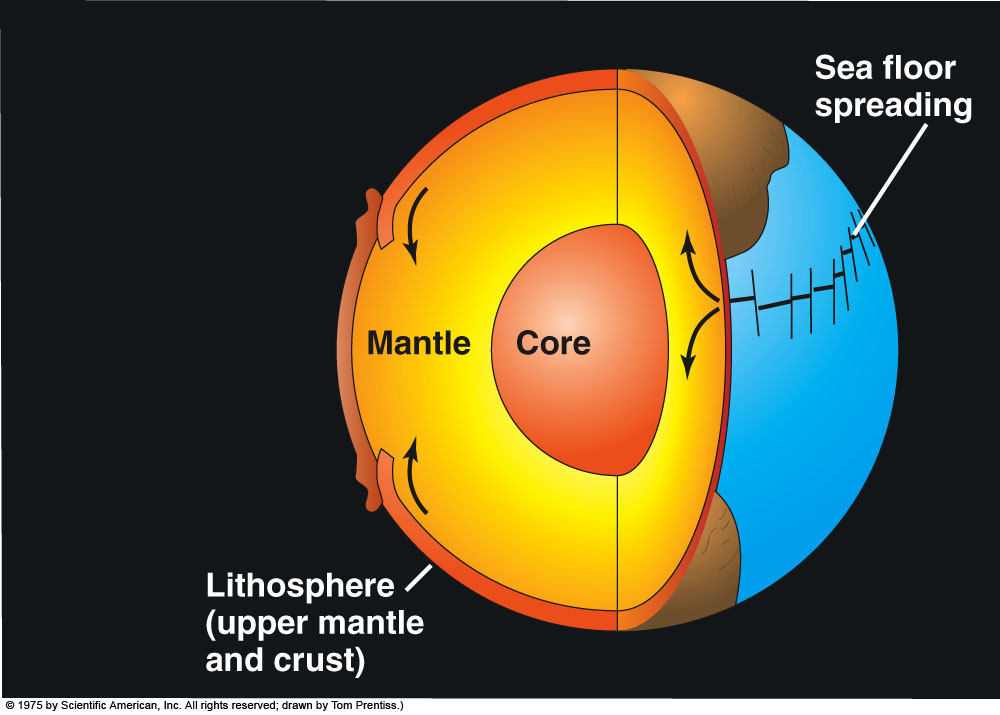 Sea floor
spreading
Mantle
Core
Lithosphere
(upper mantle
and crust)
© 1975 by Scientific American, Inc. All rights reserved; drawn by Tom Prentiss.)